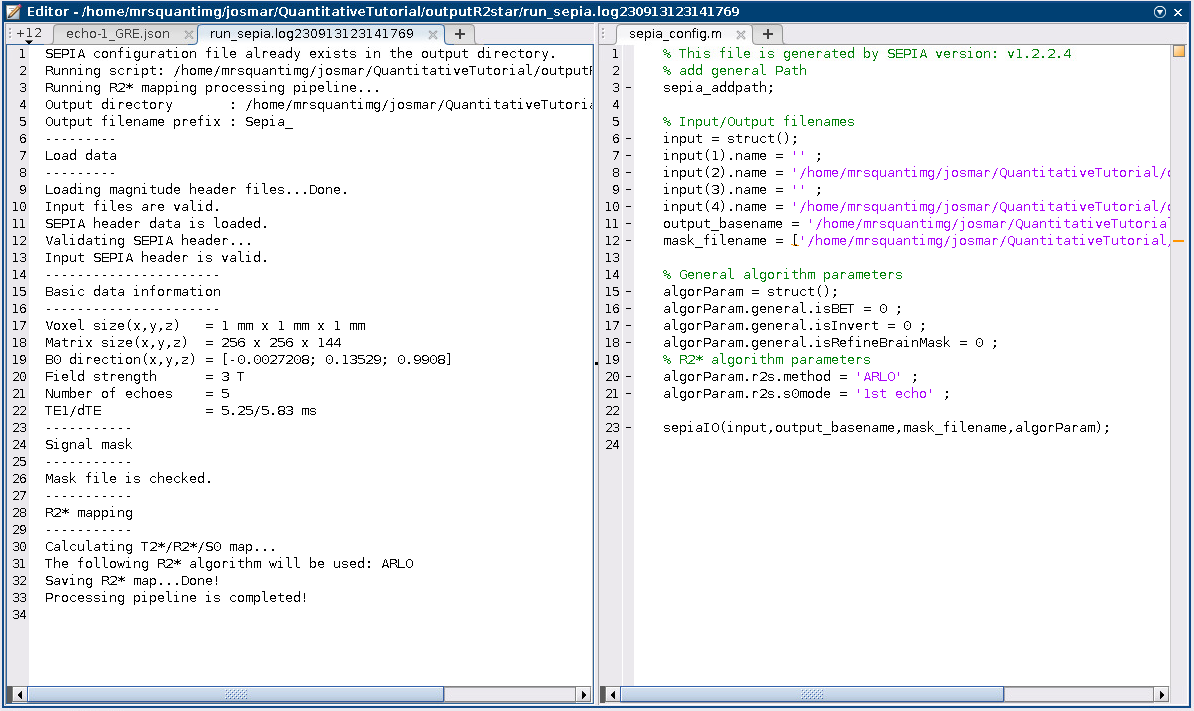 Editor - /home/mrsquantimg/josmar/QuantitativeTutorial/outputR2star/run_sepia.log230913123141769
+12 echo-1_GRE.json run_sepia.log230913123141769 +
1 SEPIA configuration file already exists in the output directory.
2 Running script: /home/mrsquantimg/josmar/QuantitativeTutorial/output
3 Running R2* mapping processing pipeline...
4 Output directory : /home/mrsquantimg/josmar/QuantitativeTutoria
5 Output filename prefix : Sepia_
6 ---------
7 Load data
8 ---------
9 Loading magnitude header files...Done.
10 Input files are valid.
11 SEPIA header data is loaded.
12 Validating SEPIA header...
13 Input SEPIA header is valid.
14 ----------------------
15 Basic data information
16 ----------------------
17 Voxel size(x,y,z) = 1 mm x 1 mm x 1 mm
18 Matrix size(x,y,z) = 256 x 256 x 144
19 B0 direction(x,y,z) = [-0.0027208; 0.13529; 0.9908]
20 Field strength = 3 T
21 Number of echoes = 5
22 TE1/dTE = 5.25/5.83 ms
23 -----------
24 Signal mask
25 -----------
26 Mask file is checked.
27 -----------
28 R2* mapping
29 -----------
30 Calculating T2*/R2*/S0 map...
31 The following R2* algorithm will be used: ARLO
32 Saving R2* map...Done!
33 Processing pipeline is completed!
34
sepia_config.m +
1 % This file is generated by SEPIA version: v1.2.2.4
2 % add general Path
3 - sepia_addpath;
4
5 % Input/Output filenames
6 - input = struct();
7 - input(1).name = '' ;
8 - input(2).name = '/home/mrsquantimg/josmar/QuantitativeTutorial/
9 - input(3).name = '' ;
10 - input(4).name = '/home/mrsquantimg/josmar/QuantitativeTutorial/
11 - output_basename = '/home/mrsquantimg/josmar/QuantitativeTutorial
12 - mask_filename = ['/home/mrsquantimg/josmar/QuantitativeTutorial/
13
14 % General algorithm parameters
15 - algorParam = struct();
16 - algorParam.general.isBET = 0 ;
17 - algorParam.general.isInvert = 0 ;
18 - algorParam.general.isRefineBrainMask = 0 ;
19 % R2* algorithm parameters
20 - algorParam.r2s.method = 'ARLO' ;
21 - algorParam.r2s.s0mode = '1st echo' ;
22
23 - sepiaIO(input,output_basename,mask_filename,algorParam);
24